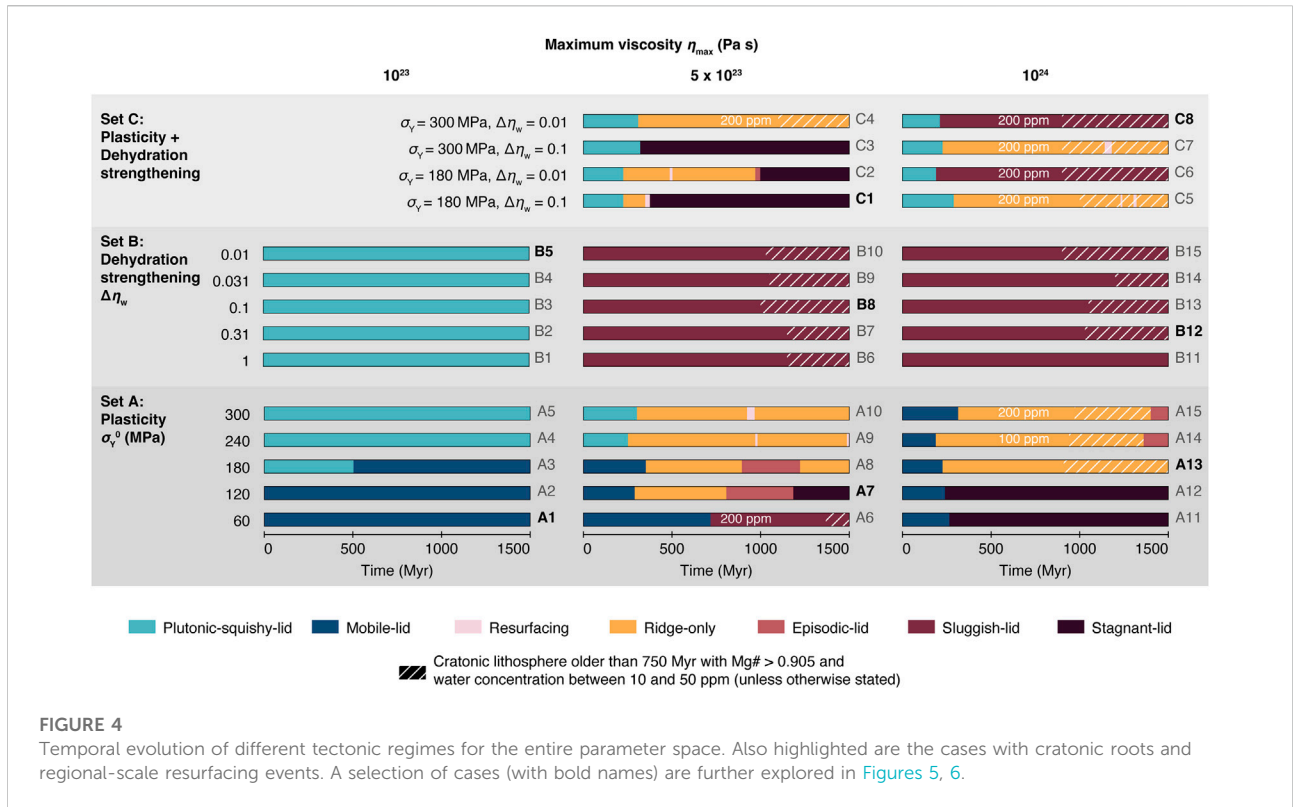 Maximum viscosity ηmax (Pa s)
10²³ 5 x 10²³ 10²⁴
Set C:
Plasticity +
Dehydration
strengthening
σY = 300 MPa, Δηw = 0.01 200 ppm C4 200 ppm C8
σY = 300 MPa, Δηw = 0.1 C3 200 ppm C7
σY = 180 MPa, Δηw = 0.01 C2 200 ppm C6
σY = 180 MPa, Δηw = 0.1 C1 200 ppm C5
Set B:
Dehydration
strengthening
Δηw
0.01 B5 B10 B15
0.031 B4 B9 B14
0.1 B3 B8 B13
0.31 B2 B7 B12
1 B1 B6 B11
Set A:
Plasticity
σY⁰ (MPa)
300 A5 A10 200 ppm A15
240 A4 A9 100 ppm A14
180 A3 A8 A13
120 A2 A7 A12
60 A1 200 ppm A6 A11
0 500 1000 1500 0 500 1000 1500 0 500 1000 1500
Time (Myr) Time (Myr) Time (Myr)
Plutonic-squishy-lid Mobile-lid Resurfacing Ridge-only Episodic-lid Sluggish-lid Stagnant-lid
Cratonic lithosphere older than 750 Myr with Mg# > 0.905 and
water concentration between 10 and 50 ppm (unless otherwise stated)
FIGURE 4
Temporal evolution of different tectonic regimes for the entire parameter space. Also highlighted are the cases with cratonic roots and
regional-scale resurfacing events. A selection of cases (with bold names) are further explored in Figures 5, 6.